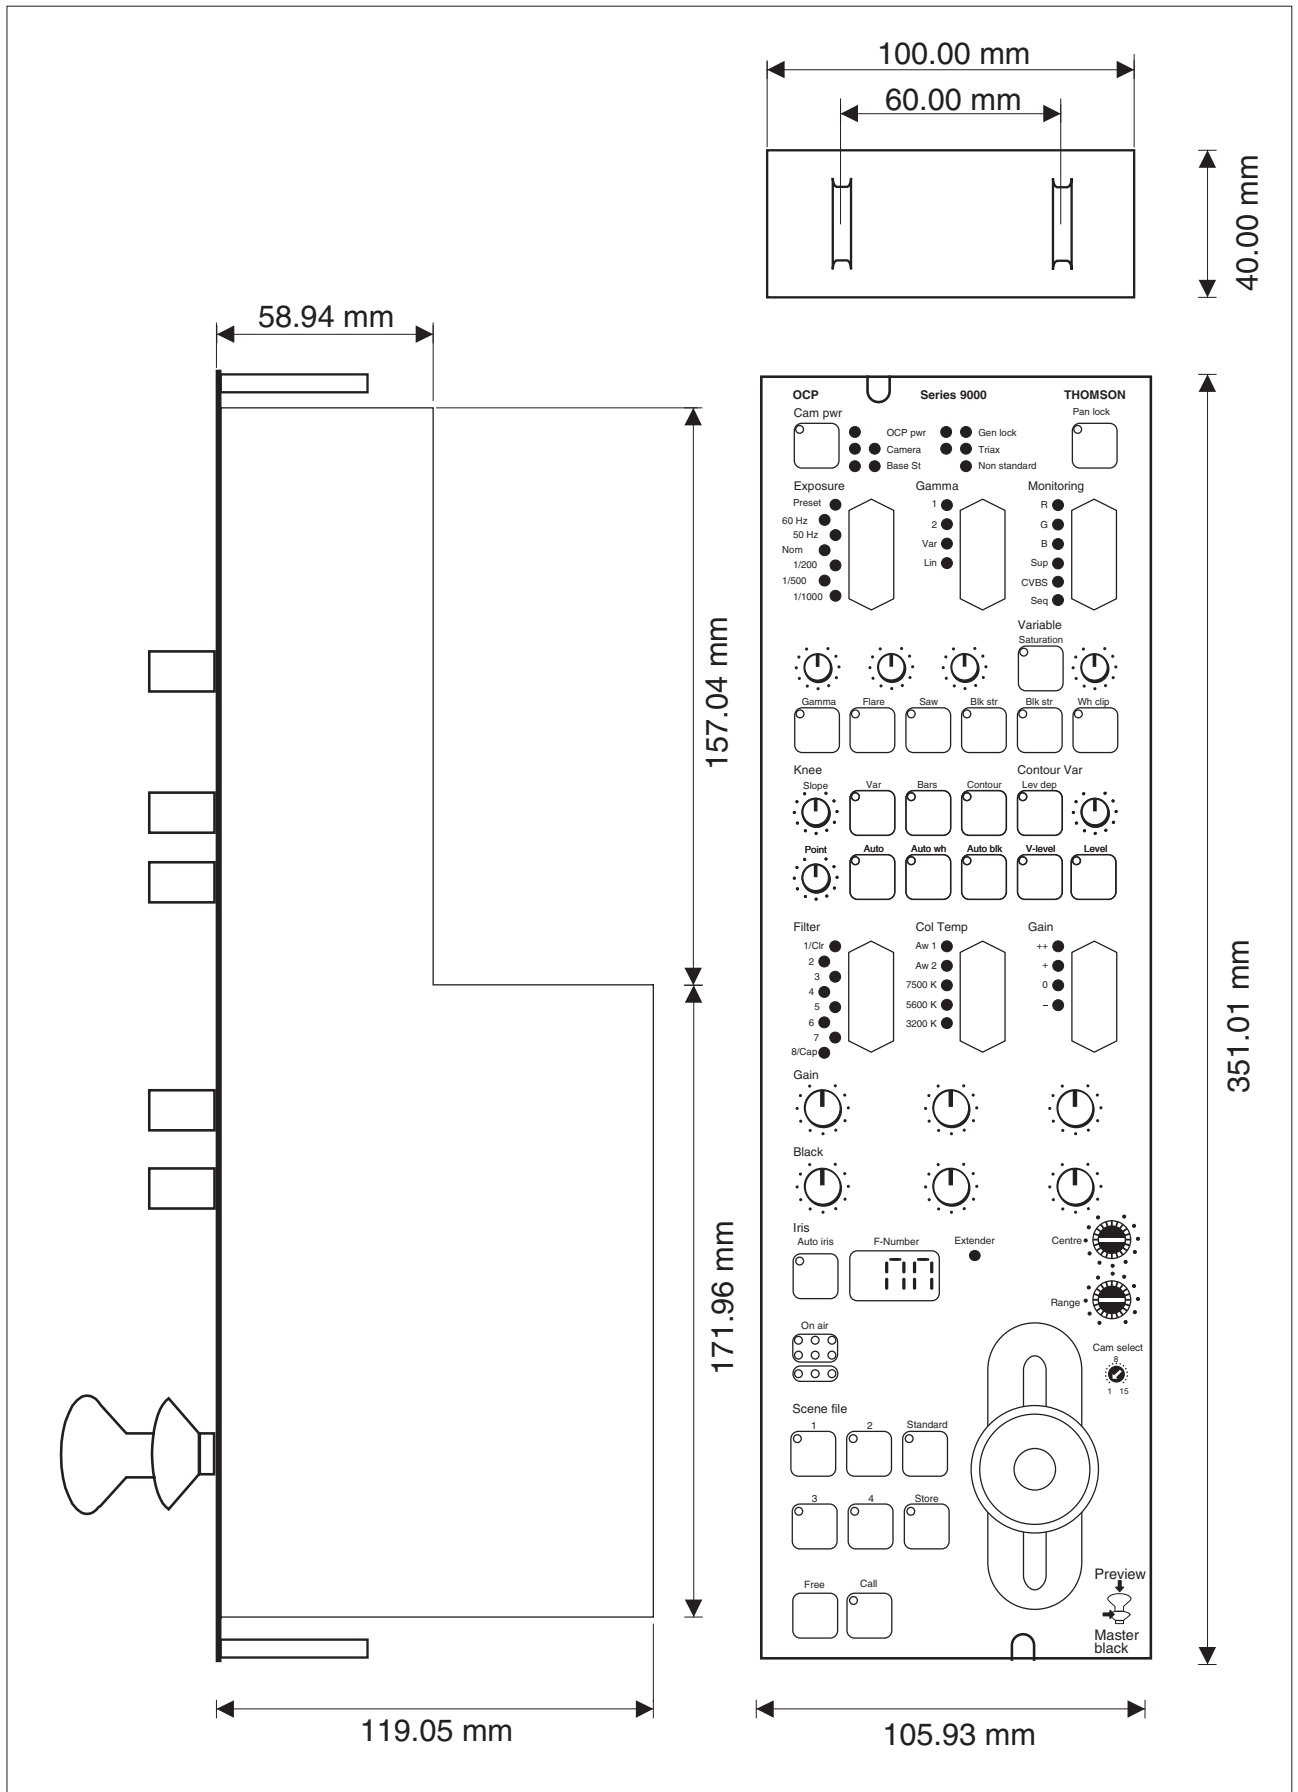 100.00 mm
60.00 mm
40.00 mm
58.94 mm
157.04 mm
171.96 mm
119.05 mm
351.01 mm
105.93 mm
OCP Series 9000 THOMSON
Cam pwr Pan lock
OCP pwr Gen lock
Camera Triax
Base St Non standard
Exposure Gamma Monitoring
Preset 1 R
60 Hz 2 G
50 Hz Var B
Nom Lin Sup
1/200 CVBS
1/500 Seq
1/1000
Variable
Saturation
Gamma Flare Saw Blk str Blk str Wh clip
Knee Contour Var
Slope Var Bars Contour Lev dep
Point Auto Auto wh Auto blk V-level Level
Filter Col Temp Gain
1/Clr Aw 1 ++
2 Aw 2 +
3 7500 K 0
4 5600 K –
5 3200 K
6
7
8/Cap
Gain
Black
Iris
Auto iris F-Number Extender Centre
Range
On air
Cam select
8
1 15
Scene file
1 2 Standard
3 4 Store
Free Call
Preview
Master
black